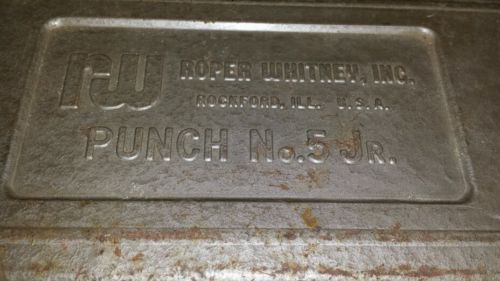 rw ROPER WHITNEY, INC.
ROCKFORD, ILL. U.S.A.
PUNCH No. 5 JR.